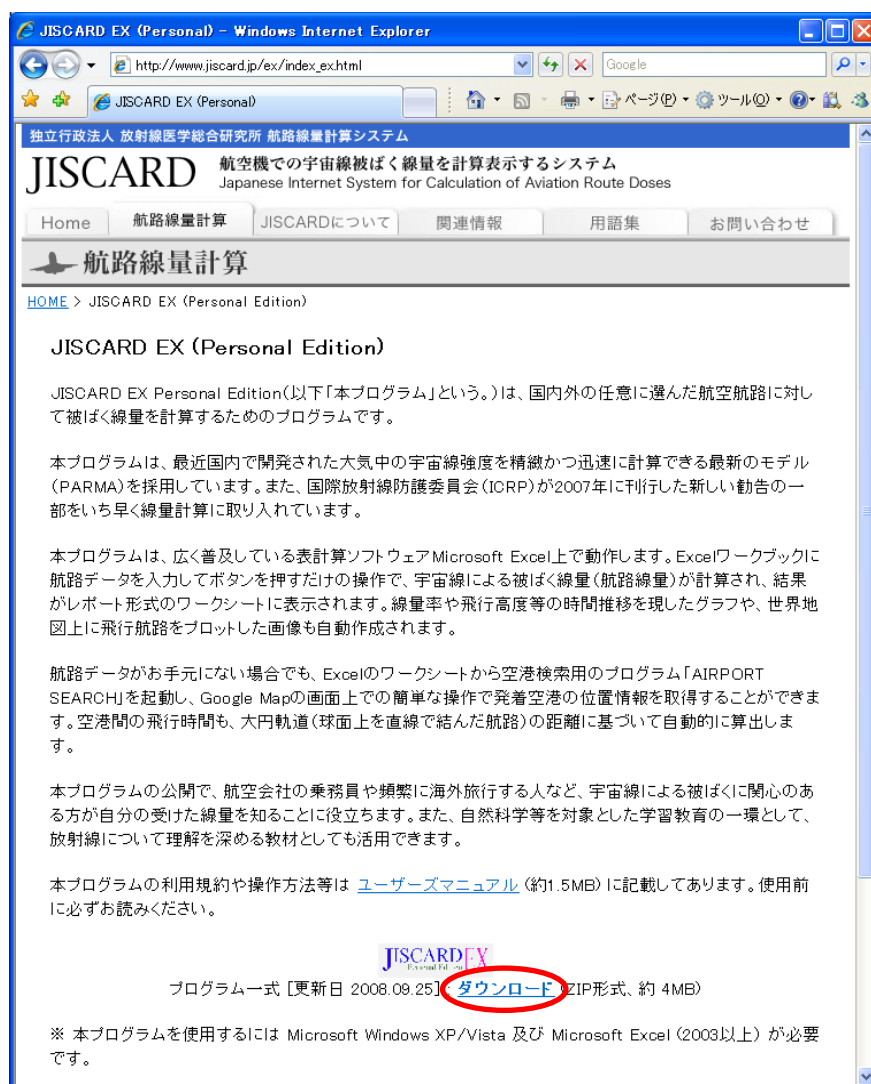 JISCARD EX (Personal) - Windows Internet Explorer
http://www.jiscard.jp/ex/index_ex.html
Google
JISCARD EX (Personal)
ページ(P)
ツール(O)
独立行政法人 放射線医学総合研究所 航路線量計算システム
JISCARD
航空機での宇宙線被ばく線量を計算表示するシステム
Japanese Internet System for Calculation of Aviation Route Doses
Home 航路線量計算 JISCARDについて 関連情報 用語集 お問い合わせ
航路線量計算
HOME > JISCARD EX (Personal Edition)
JISCARD EX (Personal Edition)
JISCARD EX Personal Edition(以下「本プログラム」という。)は、国内外の任意に選んだ航空航路に対し
て被ばく線量を計算するためのプログラムです。
本プログラムは、最近国内で開発された大気中の宇宙線強度を精緻かつ迅速に計算できる最新のモデル
(PARMA)を採用しています。また、国際放射線防護委員会(ICRP)が2007年に刊行した新しい勧告の一
部をいち早く線量計算に取り入れています。
本プログラムは、広く普及している表計算ソフトウェアMicrosoft Excel上で動作します。Excelワークブックに
航路データを入力してボタンを押すだけの操作で、宇宙線による被ばく線量(航路線量)が計算され、結果
がレポート形式のワークシートに表示されます。線量率や飛行高度等の時間推移を現したグラフや、世界地
図上に飛行航路をプロットした画像も自動作成されます。
航路データがお手元にない場合でも、Excelのワークシートから空港検索用のプログラム「AIRPORT
SEARCH」を起動し、Google Mapの画面上での簡単な操作で発着空港の位置情報を取得することができま
す。空港間の飛行時間も、大円軌道(球面上を直線で結んだ航路)の距離に基づいて自動的に算出しま
す。
本プログラムの公開で、航空会社の乗務員や頻繁に海外旅行する人など、宇宙線による被ばくに関心のあ
る方が自分の受けた線量を知ることに役立ちます。また、自然科学等を対象とした学習教育の一環として、
放射線について理解を深める教材としても活用できます。
本プログラムの利用規約や操作方法等は ユーザーズマニュアル (約1.5MB) に記載してあります。使用前
に必ずお読みください。
JISCARD EX
Personal Edition
プログラム一式 [更新日 2008.09.25] : ダウンロード (ZIP形式、約 4MB)
※ 本プログラムを使用するには Microsoft Windows XP/Vista 及び Microsoft Excel (2003以上) が必要
です。